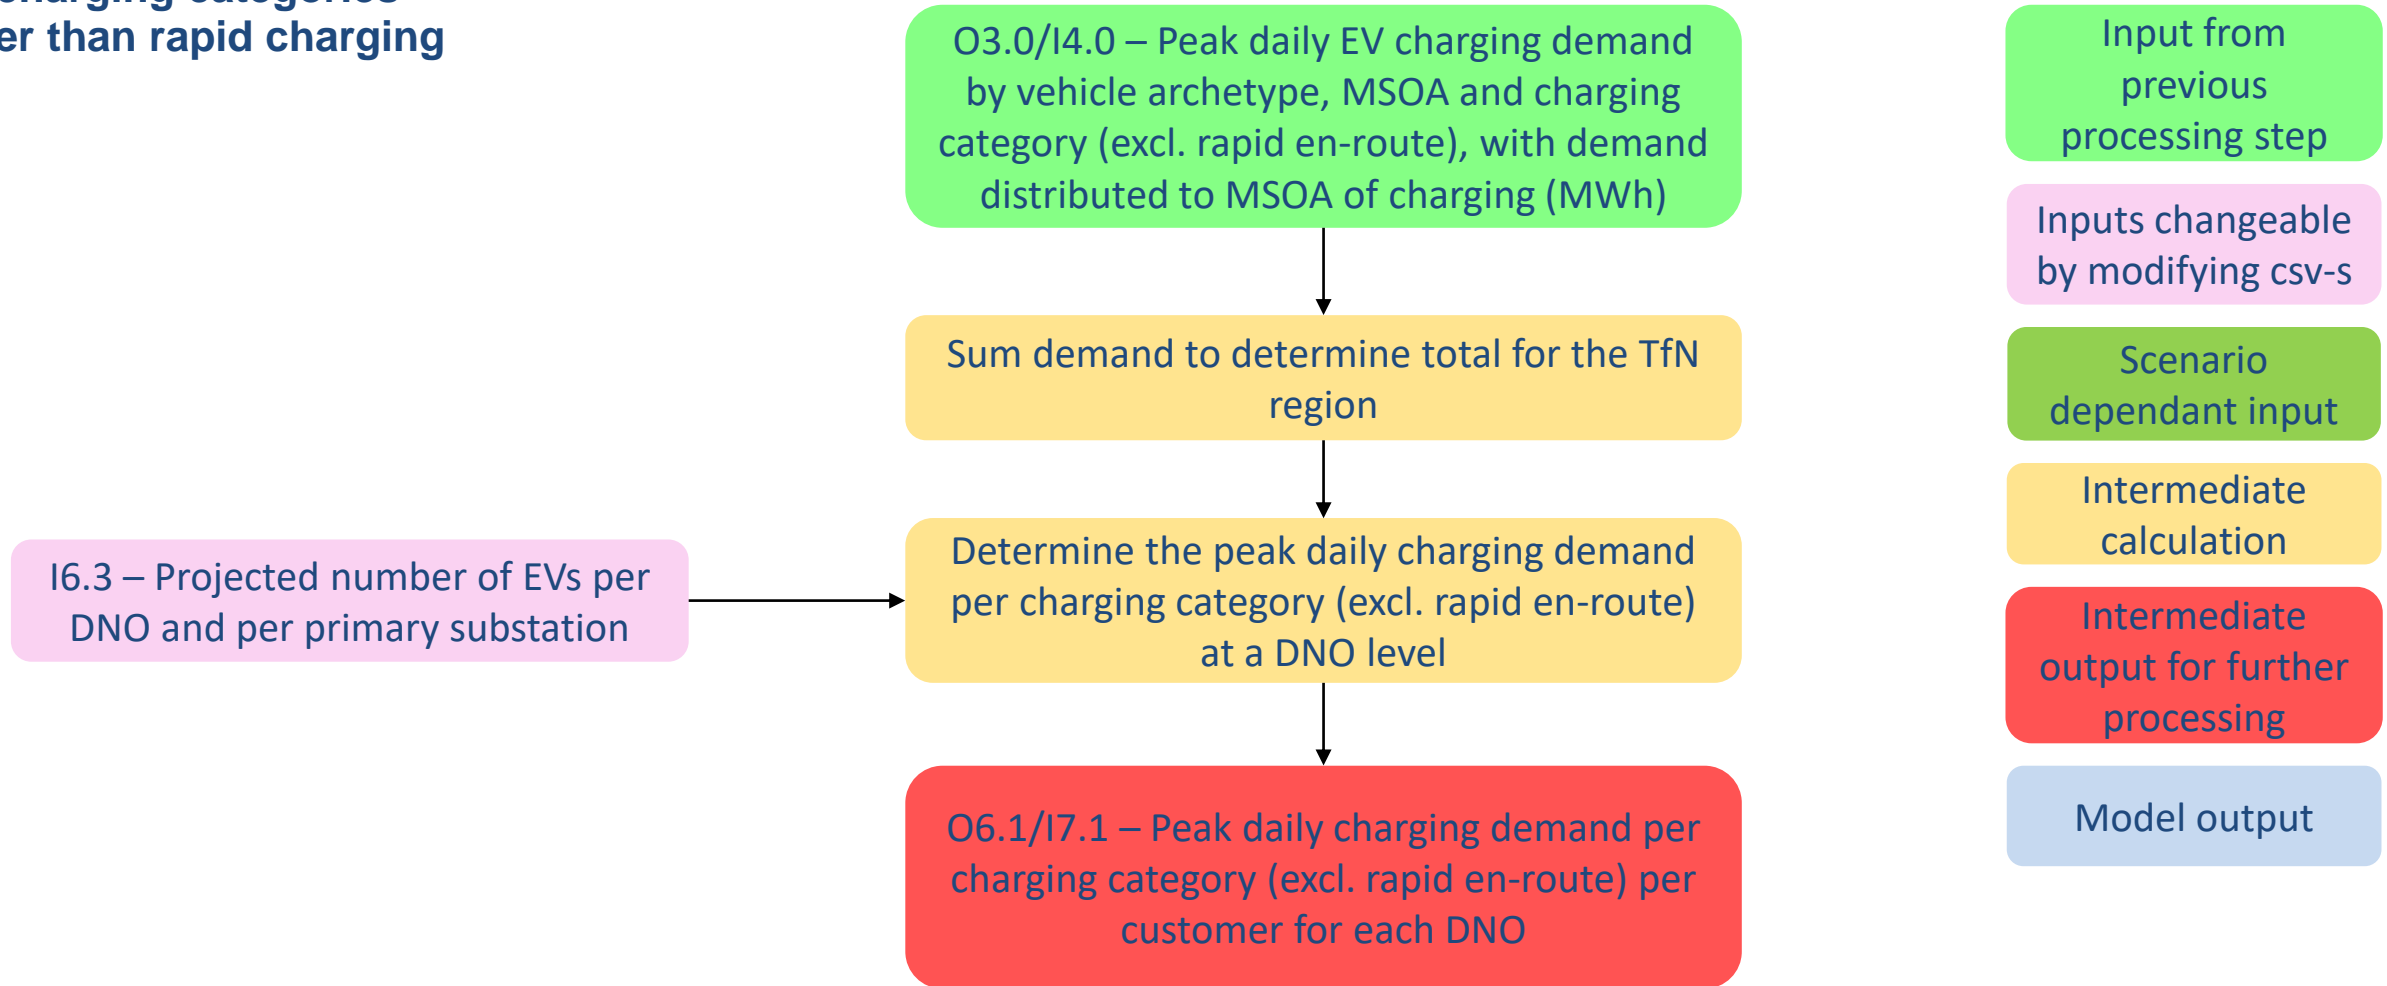 charging categories
er than rapid charging
O3.0/I4.0 – Peak daily EV charging demand
by vehicle archetype, MSOA and charging
category (excl. rapid en-route), with demand
distributed to MSOA of charging (MWh)
Sum demand to determine total for the TfN
region
I6.3 – Projected number of EVs per
DNO and per primary substation
Determine the peak daily charging demand
per charging category (excl. rapid en-route)
at a DNO level
O6.1/I7.1 – Peak daily charging demand per
charging category (excl. rapid en-route) per
customer for each DNO
Input from
previous
processing step
Inputs changeable
by modifying csv-s
Scenario
dependant input
Intermediate
calculation
Intermediate
output for further
processing
Model output